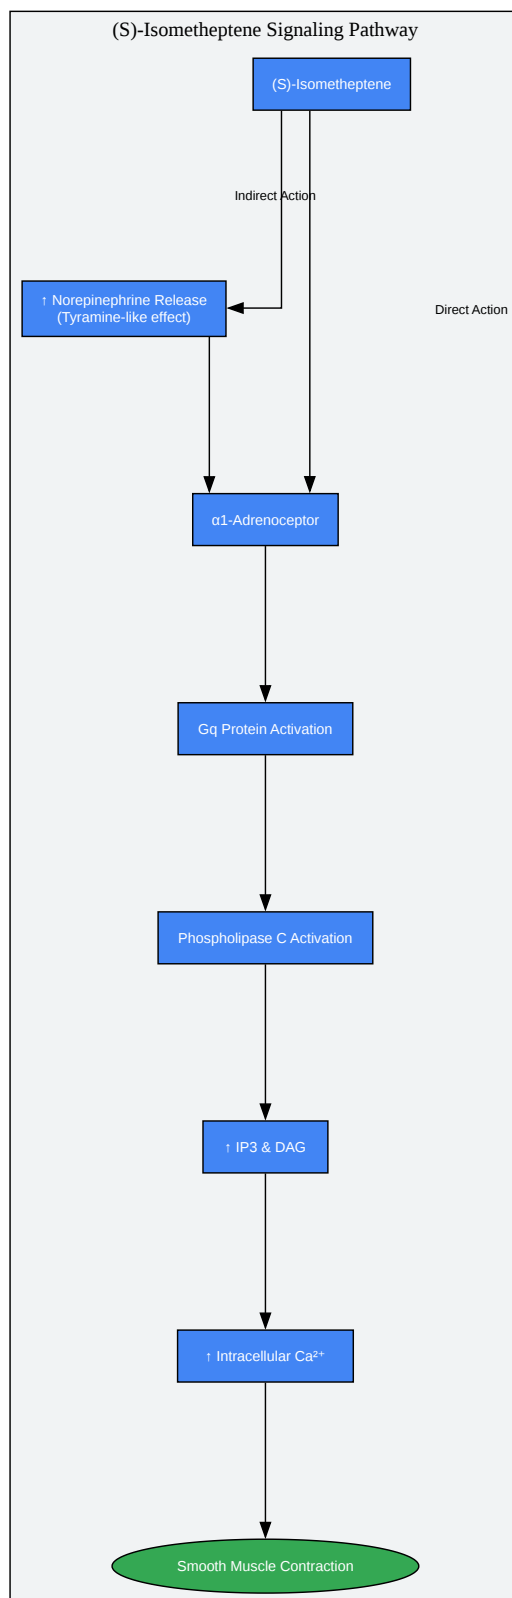 (S)-Isometheptene Signaling Pathway
(S)-Isometheptene
Indirect Action
↑ Norepinephrine Release
(Tyramine-like effect)
Direct Action
α1-Adrenoceptor
Gq Protein Activation
Phospholipase C Activation
↑ IP3 & DAG
↑ Intracellular Ca²⁺
Smooth Muscle Contraction